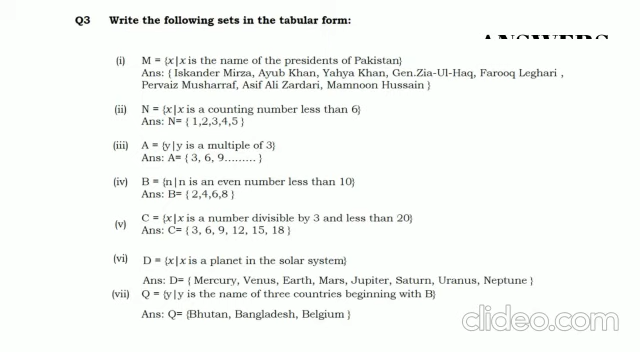 Q3 Write the following sets in the tabular form:
ANSWERS
(i) M = {x|x is the name of the presidents of Pakistan}
Ans: { Iskander Mirza, Ayub Khan, Yahya Khan, Gen.Zia-Ul-Haq, Farooq Leghari ,
Pervaiz Musharraf, Asif Ali Zardari, Mamnoon Hussain }
(ii) N = {x|x is a counting number less than 6}
Ans: N= { 1,2,3,4,5 }
(iii) A = {y|y is a multiple of 3}
Ans: A= { 3, 6, 9......... }
(iv) B = {n|n is an even number less than 10}
Ans: B= { 2,4,6,8 }
(v) C = {x|x is a number divisible by 3 and less than 20}
Ans: C= { 3, 6, 9, 12, 15, 18 }
(vi) D = {x|x is a planet in the solar system}
Ans: D= { Mercury, Venus, Earth, Mars, Jupiter, Saturn, Uranus, Neptune }
(vii) Q = {y|y is the name of three countries beginning with B}
Ans: Q= {Bhutan, Bangladesh, Belgium }
clideo.com